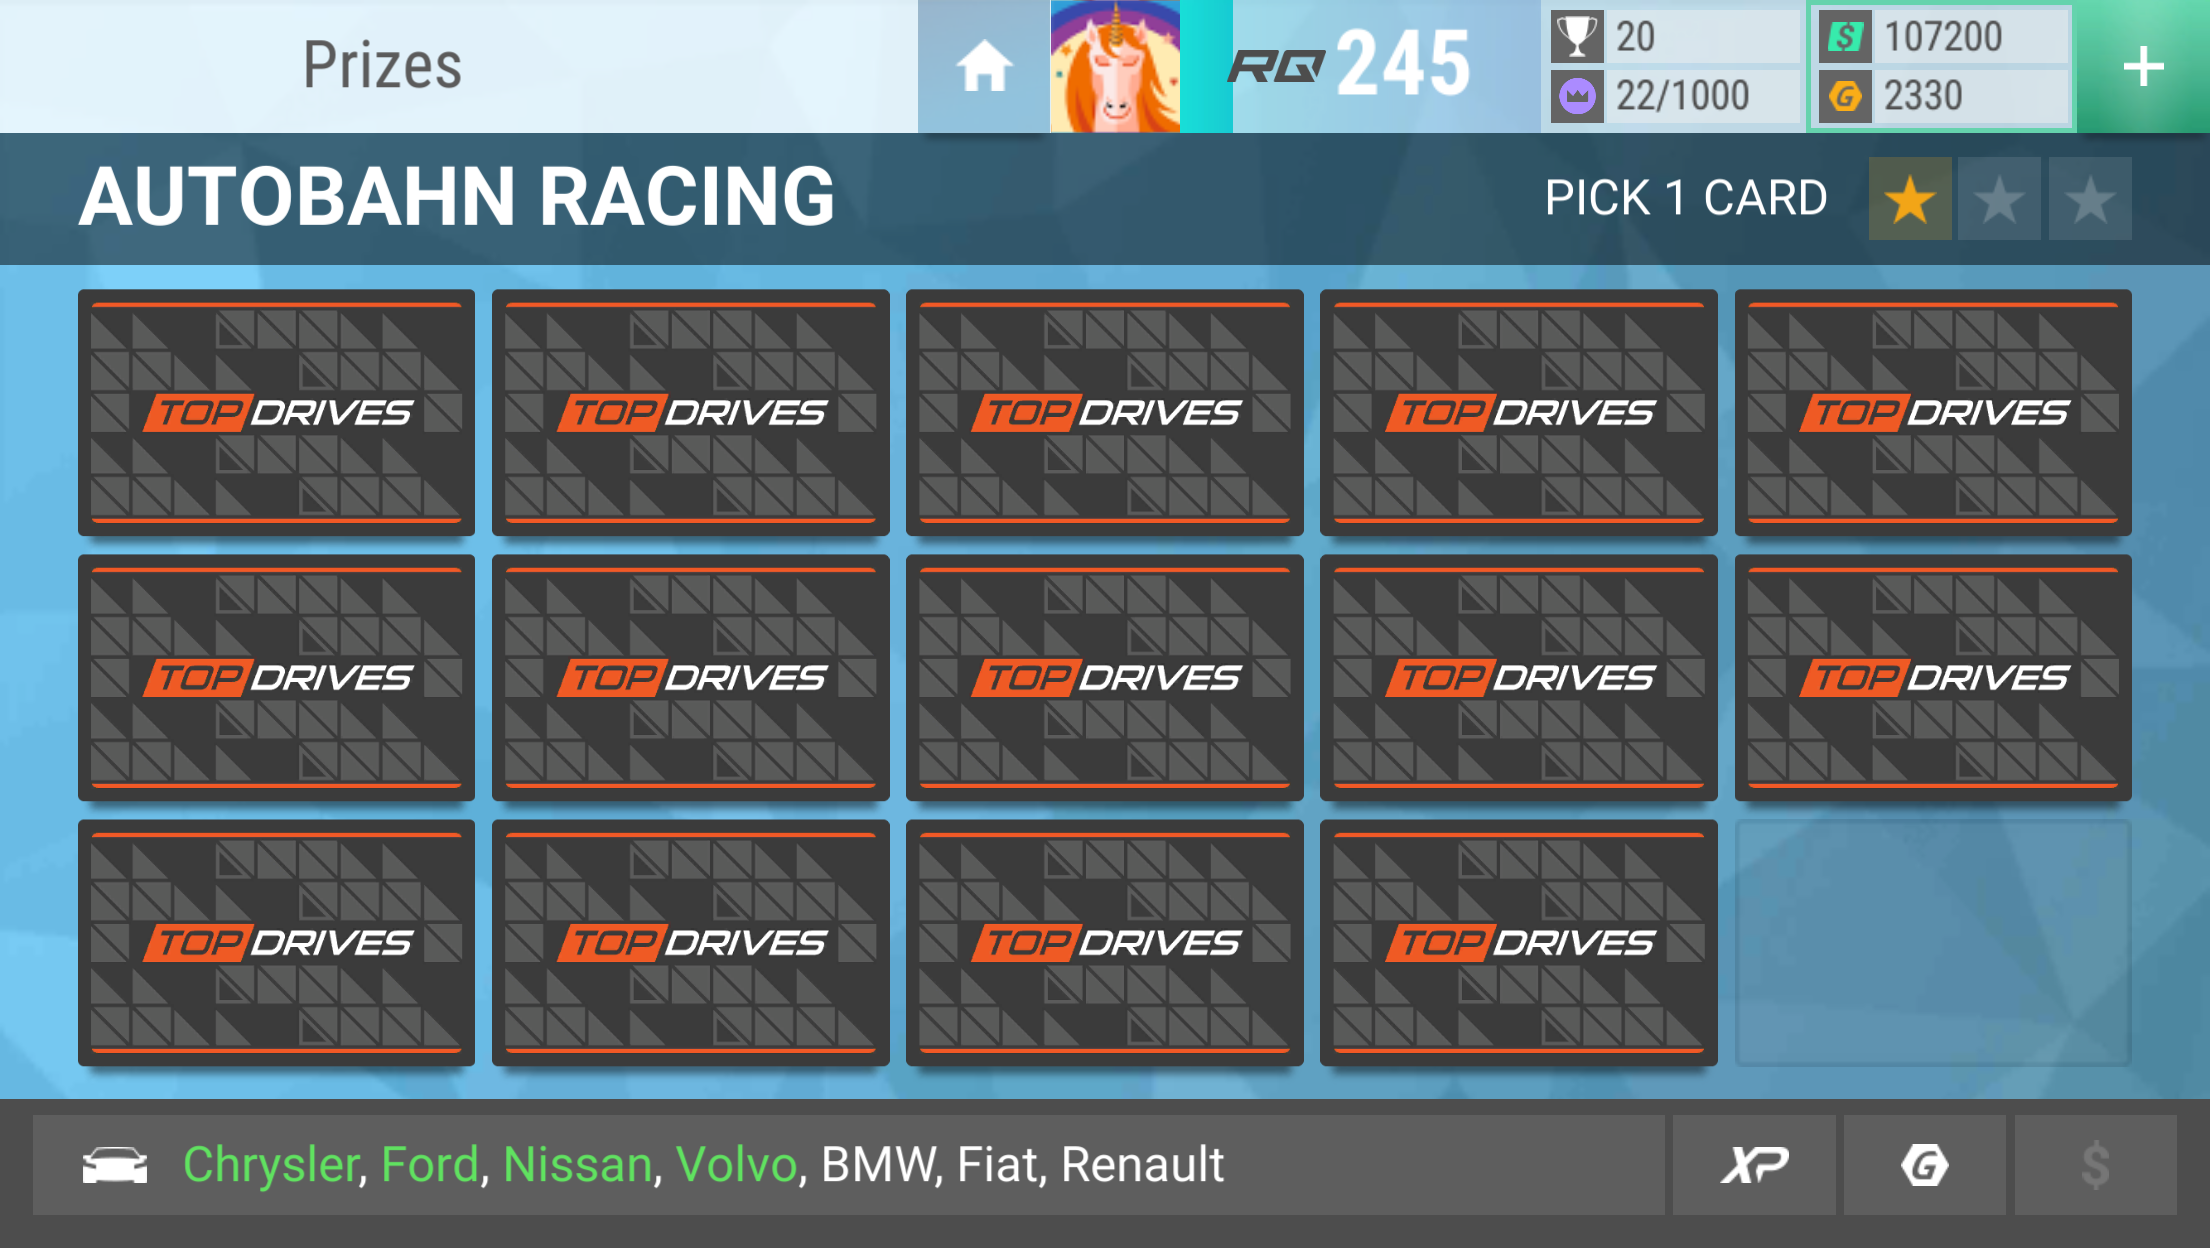 Prizes
RQ 245
20
22/1000
$ 107200
G 2330
+
AUTOBAHN RACING
PICK 1 CARD
TOP DRIVES
TOP DRIVES
TOP DRIVES
TOP DRIVES
TOP DRIVES
TOP DRIVES
TOP DRIVES
TOP DRIVES
TOP DRIVES
TOP DRIVES
TOP DRIVES
TOP DRIVES
TOP DRIVES
TOP DRIVES
Chrysler, Ford, Nissan, Volvo, BMW, Fiat, Renault
XP
G
$